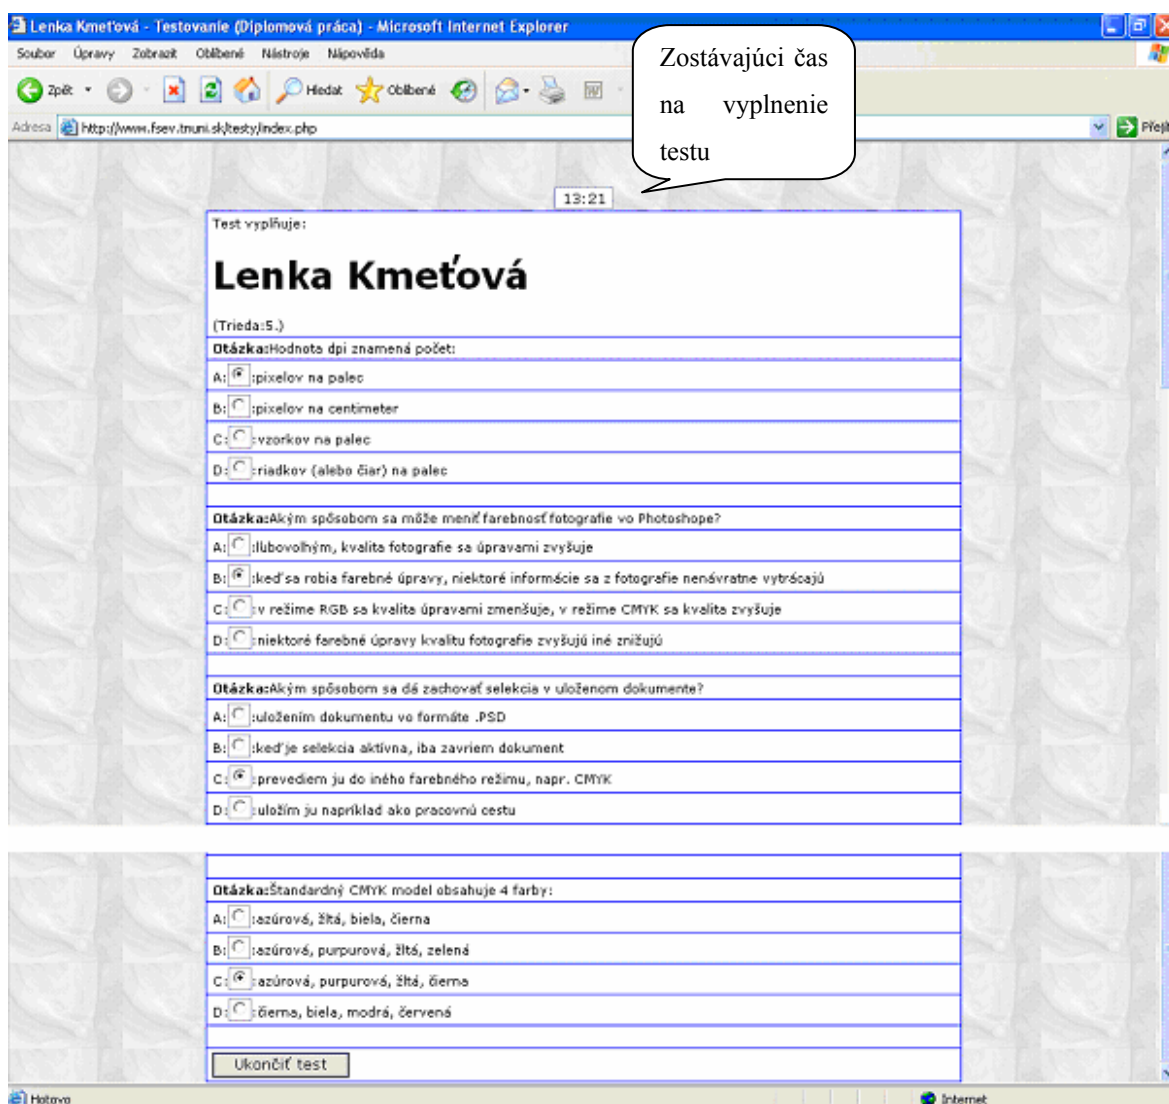 Lenka Kmeťová - Testovanie (Diplomová práca) - Microsoft Internet Explorer
Soubor Úpravy Zobrazit Oblíbené Nástroje Nápověda
Zpět Hledat Oblíbené
Adresa http://www.fsev.tnuni.sk/testy/index.php Přejít
Zostávajúci čas
na vyplnenie
testu
13:21
Test vyplňuje:
Lenka Kmeťová
(Trieda:5.)
Otázka:Hodnota dpi znamená počet:
A: :pixelov na palec
B: :pixelov na centimeter
C: :vzorkov na palec
D: :riadkov (alebo čiar) na palec
Otázka:Akým spôsobom sa môže meniť farebnosť fotografie vo Photoshope?
A: :ľubovoľným, kvalita fotografie sa úpravami zvyšuje
B: :keď sa robia farebné úpravy, niektoré informácie sa z fotografie nenávratne vytrácajú
C: :v režime RGB sa kvalita úpravami zmenšuje, v režime CMYK sa kvalita zvyšuje
D: :niektoré farebné úpravy kvalitu fotografie zvyšujú iné znižujú
Otázka:Akým spôsobom sa dá zachovať selekcia v uloženom dokumente?
A: :uložením dokumentu vo formáte .PSD
B: :keď je selekcia aktívna, iba zavriem dokument
C: :prevediem ju do iného farebného režimu, napr. CMYK
D: :uložím ju napríklad ako pracovnú cestu
Otázka:Štandardný CMYK model obsahuje 4 farby:
A: :azúrová, žltá, biela, čierna
B: :azúrová, purpurová, žltá, zelená
C: :azúrová, purpurová, žltá, čierna
D: :čierna, biela, modrá, červená
Ukončiť test
Hotovo Internet